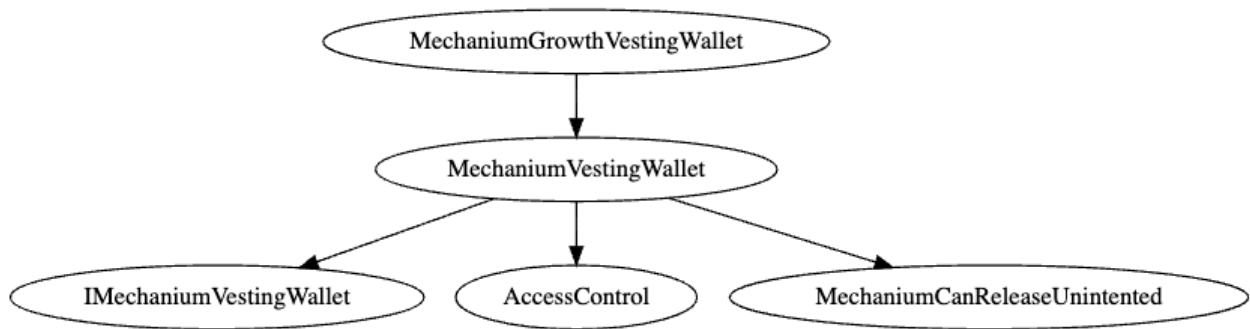 MechaniumGrowthVestingWallet
MechaniumVestingWallet
IMechaniumVestingWallet
AccessControl
MechaniumCanReleaseUnintented